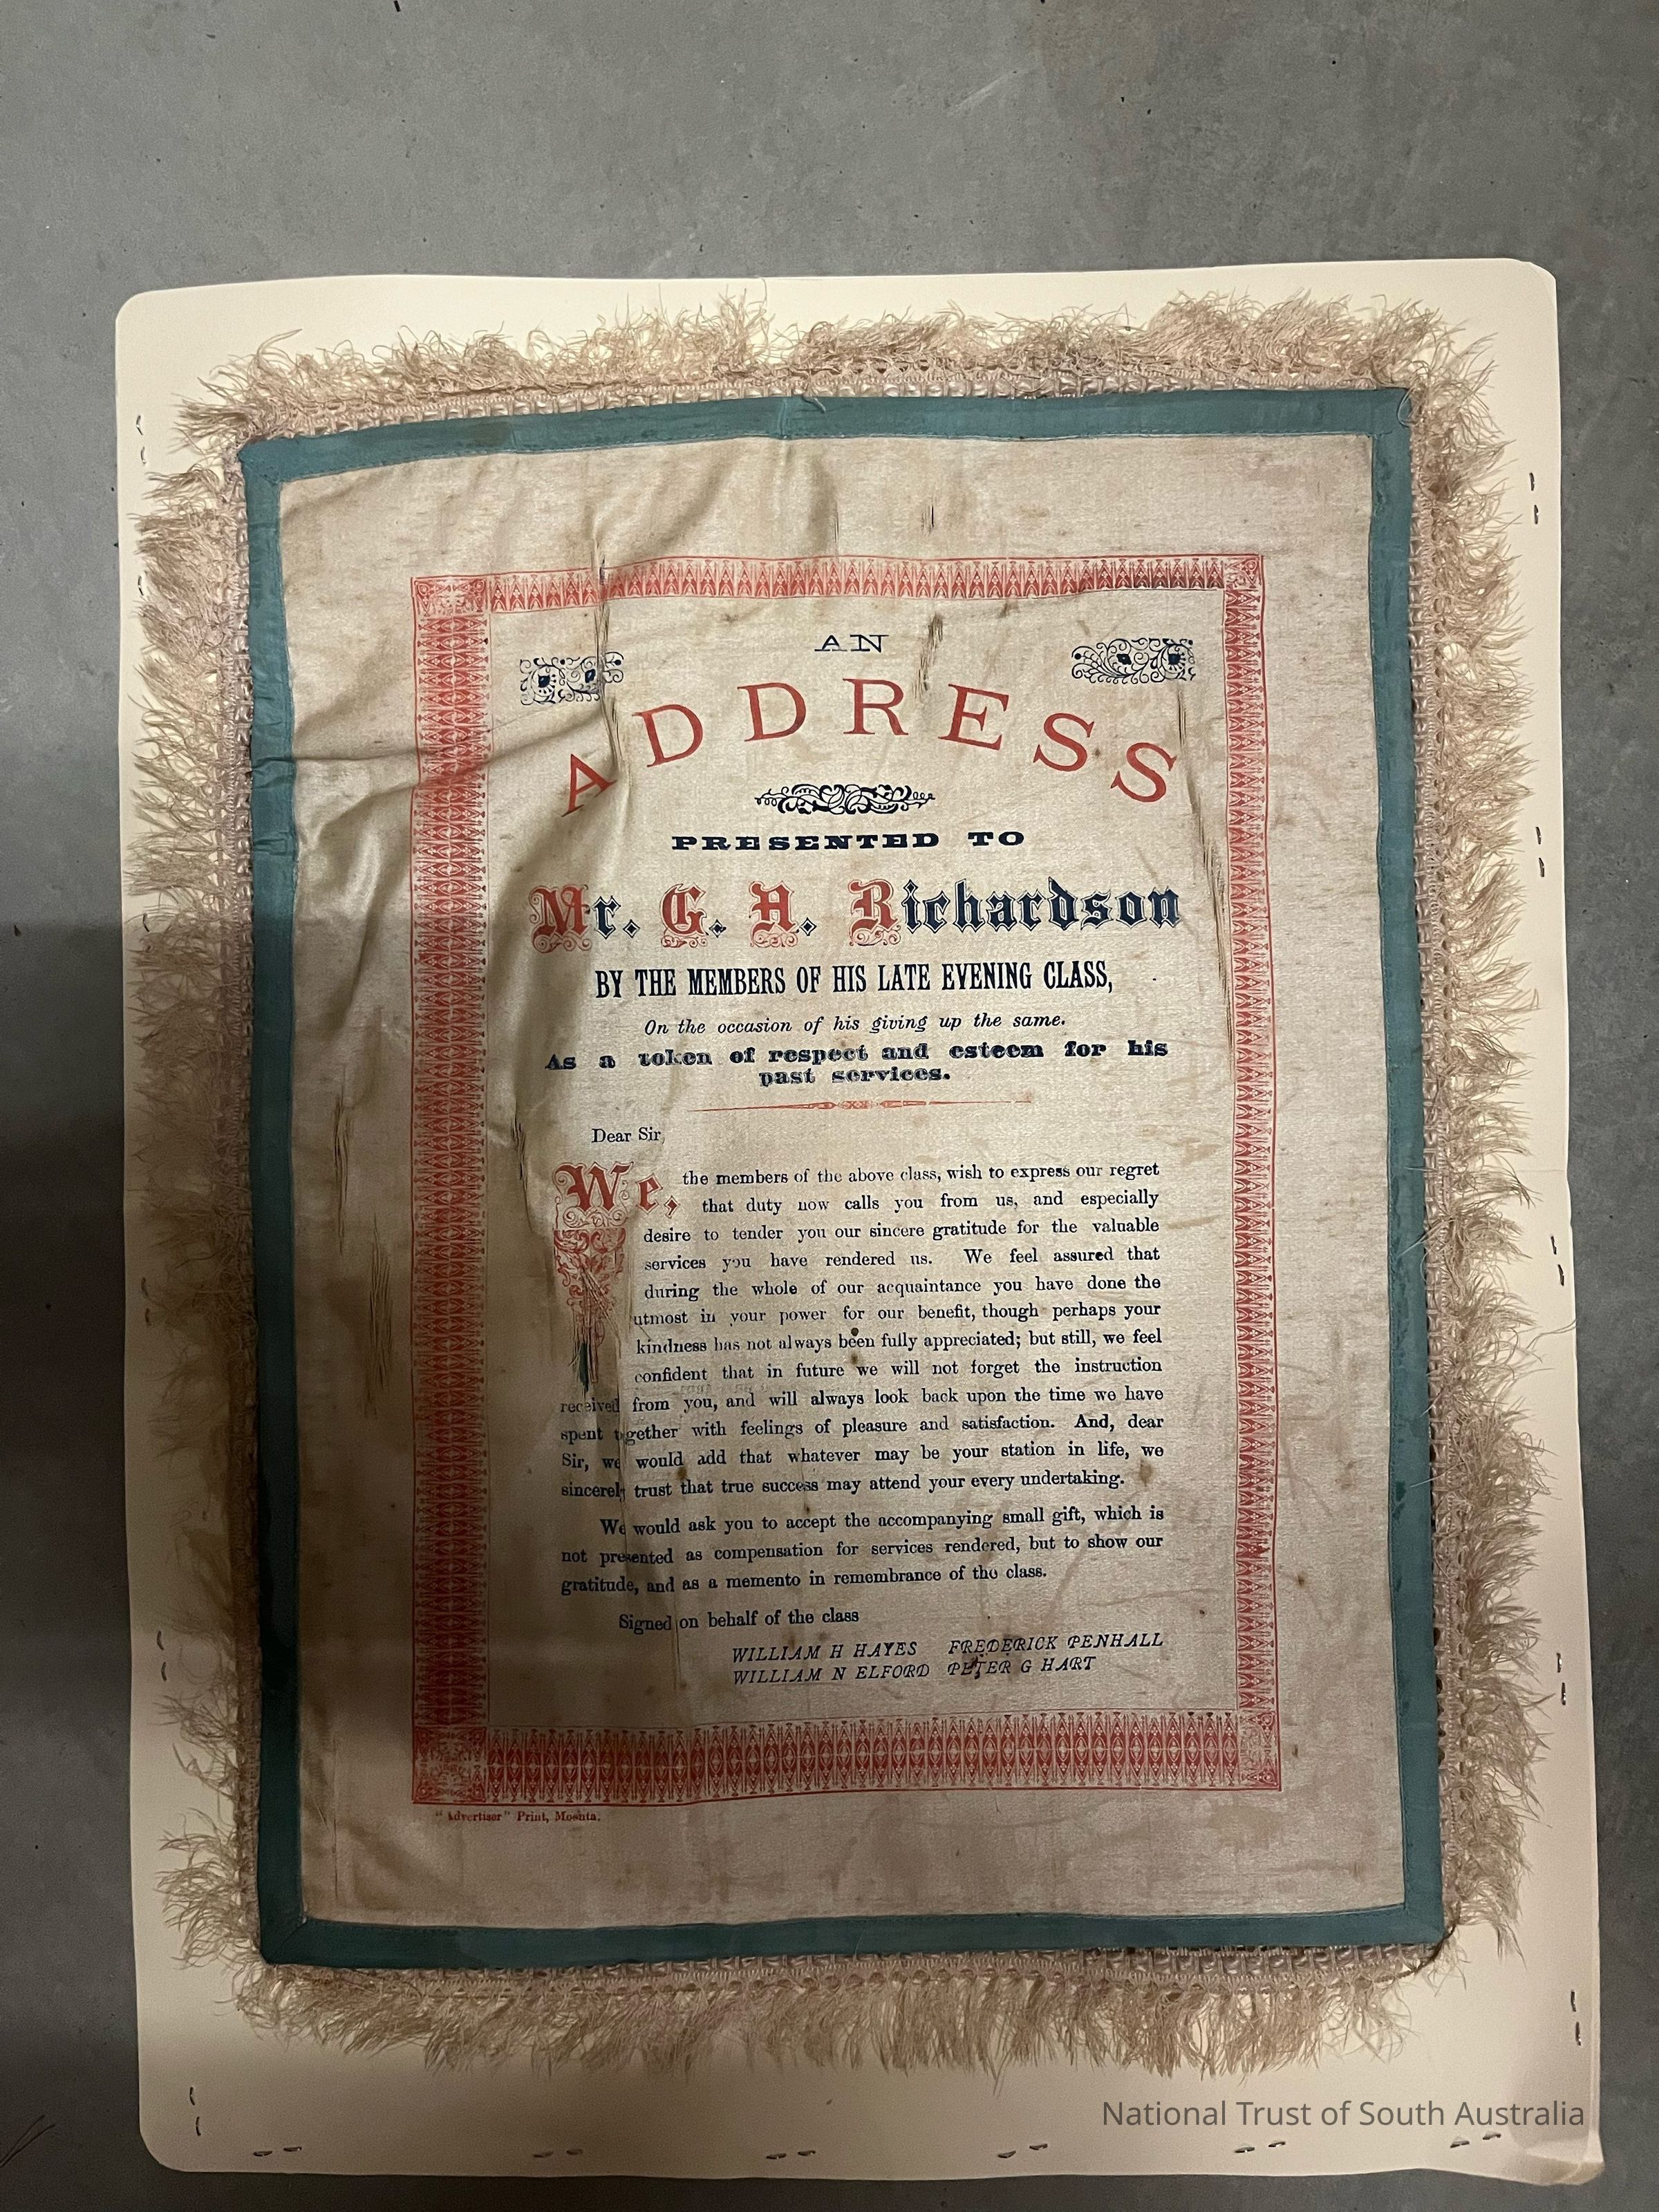 AN
ADDRESS
PRESENTED TO
Mr. G. A. Richardson
BY THE MEMBERS OF HIS LATE EVENING CLASS,
On the occasion of his giving up the same.
As a token of respect and esteem for his
past services.
Dear Sir,
We, the members of the above class, wish to express our regret
that duty now calls you from us, and especially
desire to tender you our sincere gratitude for the valuable
services you have rendered us. We feel assured that
during the whole of our acquaintance you have done the
utmost in your power for our benefit, though perhaps your
kindness has not always been fully appreciated; but still, we feel
confident that in future we will not forget the instruction
received from you, and will always look back upon the time we have
spent together with feelings of pleasure and satisfaction. And, dear
Sir, we would add that whatever may be your station in life, we
sincerely trust that true success may attend your every undertaking.
We would ask you to accept the accompanying small gift, which is
not presented as compensation for services rendered, but to show our
gratitude, and as a memento in remembrance of the class.
Signed on behalf of the class
WILLIAM H HAYES FREDERICK PENHALL
WILLIAM N ELFORD PETER G HART
"Advertiser" Print, Moonta.
National Trust of South Australia